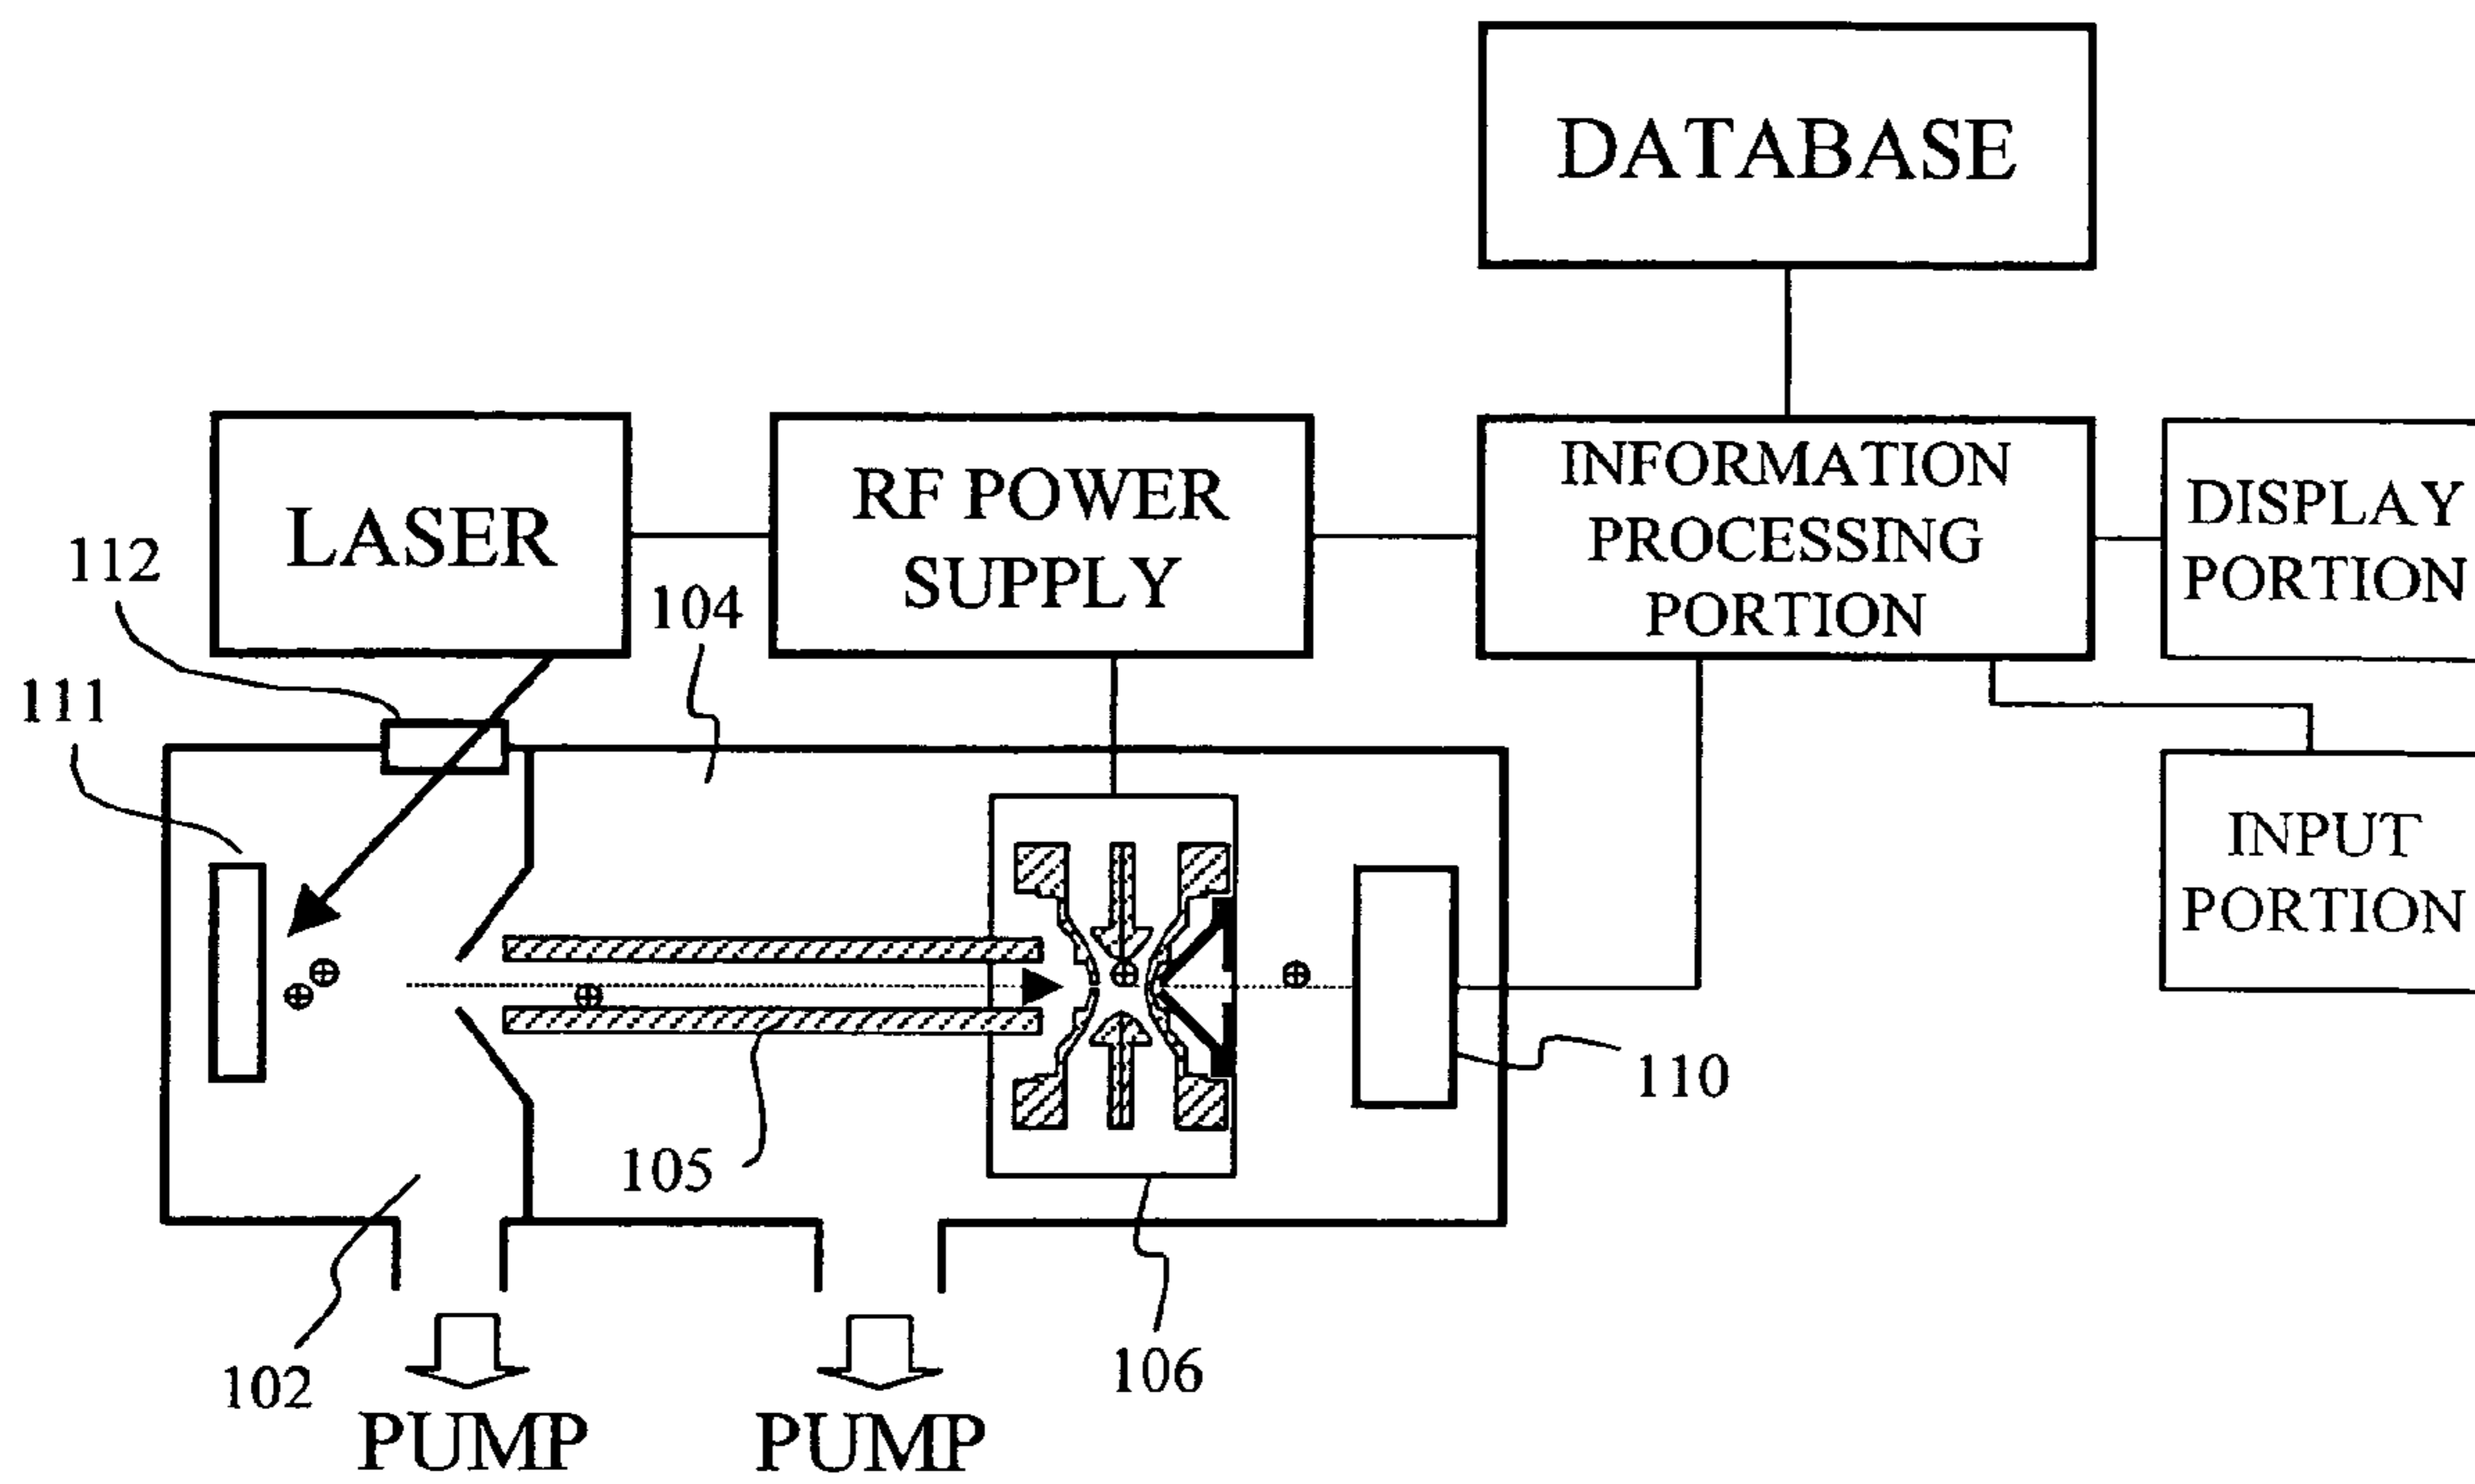 DATABASE
LASER
RF POWER
SUPPLY
INFORMATION
PROCESSING
PORTION
DISPLAY
PORTION
112
104
111
INPUT
PORTION
110
105
102
106
PUMP
PUMP